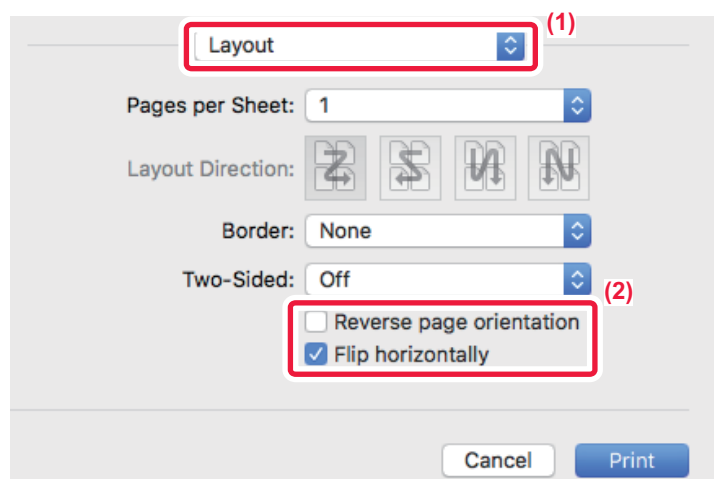 (1)
Layout
Pages per Sheet: 1
Layout Direction:
Border: None
Two-Sided: Off
(2)
Reverse page orientation
Flip horizontally
Cancel Print